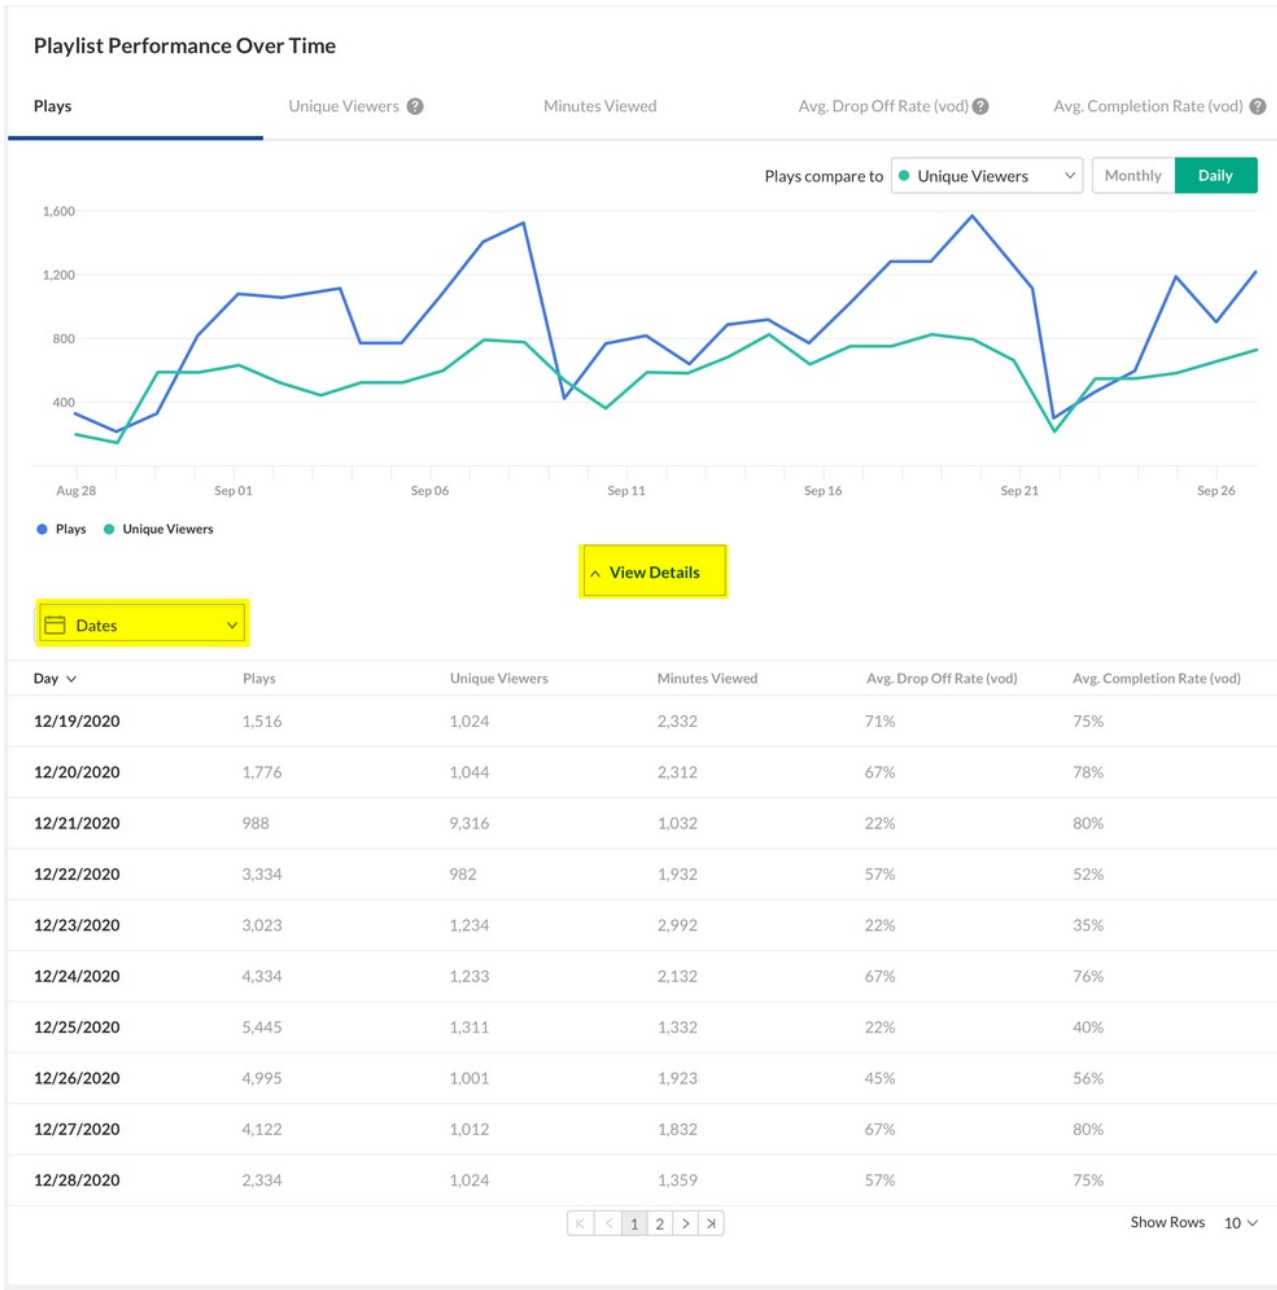 Playlist Performance Over Time
Plays Unique Viewers ? Minutes Viewed Avg. Drop Off Rate (vod) ? Avg. Completion Rate (vod) ?
Plays compare to Unique Viewers Monthly Daily
1,600
1,200
800
400
Aug 28 Sep 01 Sep 06 Sep 11 Sep 16 Sep 21 Sep 26
Plays Unique Viewers
View Details
Dates
Day Plays Unique Viewers Minutes Viewed Avg. Drop Off Rate (vod) Avg. Completion Rate (vod)
12/19/2020 1,516 1,024 2,332 71% 75%
12/20/2020 1,776 1,044 2,312 67% 78%
12/21/2020 988 9,316 1,032 22% 80%
12/22/2020 3,334 982 1,932 57% 52%
12/23/2020 3,023 1,234 2,992 22% 35%
12/24/2020 4,334 1,233 2,132 67% 76%
12/25/2020 5,445 1,311 1,332 22% 40%
12/26/2020 4,995 1,001 1,923 45% 56%
12/27/2020 4,122 1,012 1,832 67% 80%
12/28/2020 2,334 1,024 1,359 57% 75%
1 2 Show Rows 10